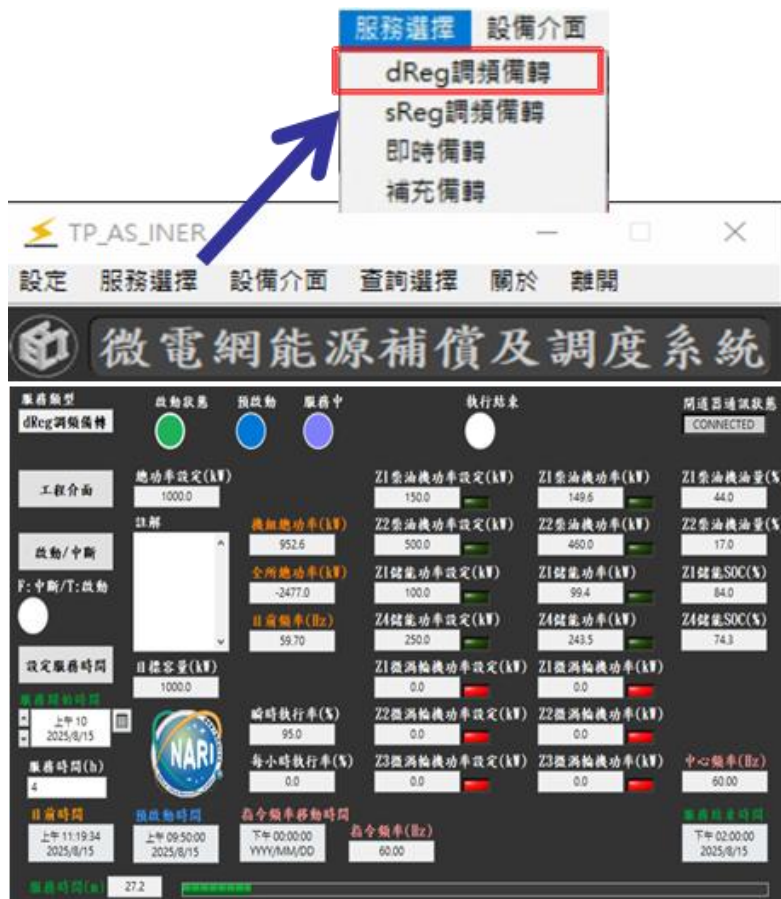 服務選擇 設備介面
dReg調頻備轉
sReg調頻備轉
即時備轉
補充備轉
TP_AS_INER
設定 服務選擇 設備介面 查詢選擇 關於 離開
微電網能源補償及調度系統
服務類型 啟動狀態 預啟動 服務中 執行結束 閘道器通訊狀態
dReg調頻備轉 CONNECTED
工程介面 總功率設定(kW) Z1柴油機功率設定(kW) Z1柴油機功率(kW) Z1柴油機油量(%
1000.0 150.0 149.6 44.0
註解 機組總功率(kW) Z2柴油機功率設定(kW) Z2柴油機功率(kW) Z2柴油機油量(%
啟動/中斷 952.6 500.0 460.0 17.0
F:中斷/T:啟動 全所總功率(kW) Z1儲能功率設定(kW) Z1儲能功率(kW) Z1儲能SOC(%)
-2477.0 100.0 99.4 84.0
目前頻率(Hz) Z4儲能功率設定(kW) Z4儲能功率(kW) Z4儲能SOC(%)
59.70 250.0 243.5 74.3
設定服務時間 目標容量(kW) Z1微渦輪機功率設定(kW) Z1微渦輪機功率(kW)
1000.0 0.0 0.0
服務開始時間
上午 10 瞬時執行率(%) Z2微渦輪機功率設定(kW) Z2微渦輪機功率(kW)
2025/8/15 95.0 0.0 0.0
NARI
服務時間(h) 每小時執行率(%) Z3微渦輪機功率設定(kW) Z3微渦輪機功率(kW) 中心頻率(Hz)
4 0.0 0.0 0.0 60.00
目前時間 預啟動時間 指令頻率移動時間 指令頻率(Hz) 服務結束時間
上午 11:19:34 上午 09:50:00 下午 00:00:00 60.00 下午 02:00:00
2025/8/15 2025/8/15 YYYY/MM/DD 2025/8/15
服務時間(m) 27.2